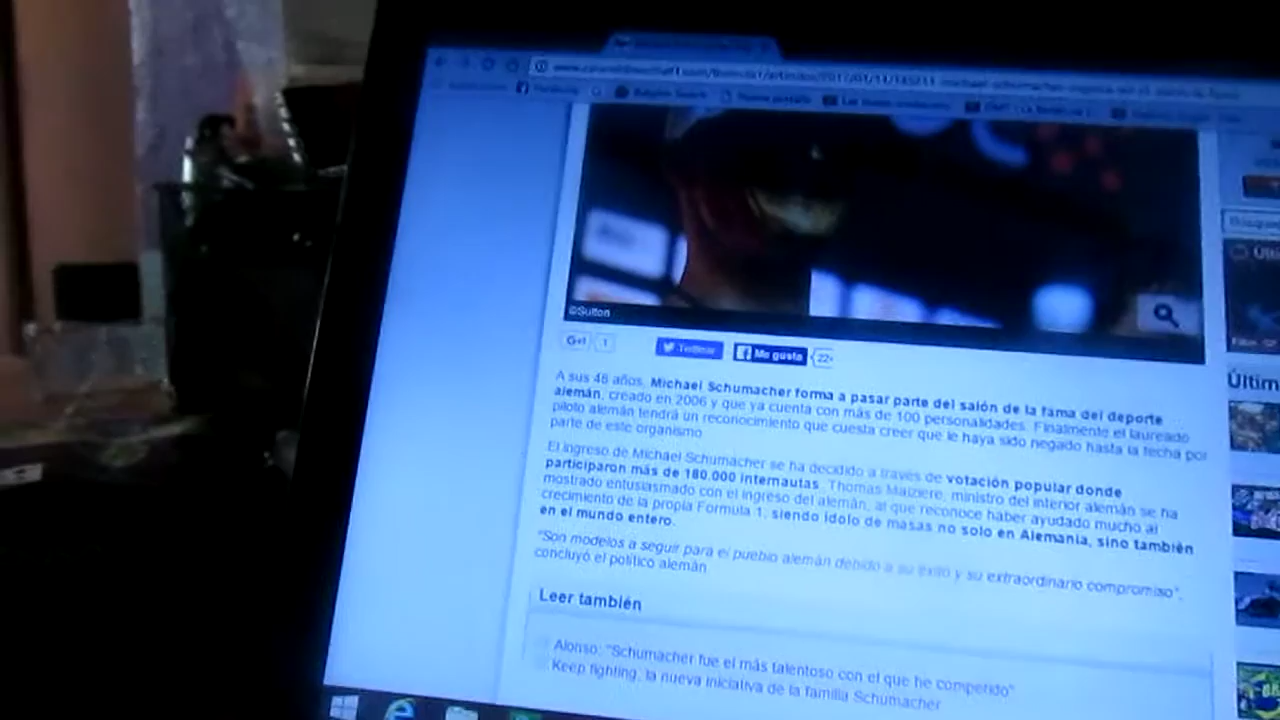 ©Sutton
G+1 1
Twittear
Me gusta
22
A sus 48 años, Michael Schumacher forma a pasar parte del salón de la fama del deporte
alemán, creado en 2006 y que ya cuenta con más de 100 personalidades. Finalmente el laureado
piloto alemán tendrá un reconocimiento que cuesta creer que le haya sido negado hasta la fecha por
parte de este organismo.
El ingreso de Michael Schumacher se ha decidido a través de votación popular donde
participaron más de 180.000 internautas. Thomas Maiziere, ministro del interior alemán se ha
mostrado entusiasmado con el ingreso del alemán, al que reconoce haber ayudado mucho al
crecimiento de la propia Formula 1, siendo ídolo de masas no solo en Alemania, sino también
en el mundo entero.
"Son modelos a seguir para el pueblo alemán debido a su éxito y su extraordinario compromiso",
concluyó el político alemán.
Leer también
Alonso: "Schumacher fue el más talentoso con el que he competido"
Keep fighting, la nueva iniciativa de la familia Schumacher
Últim